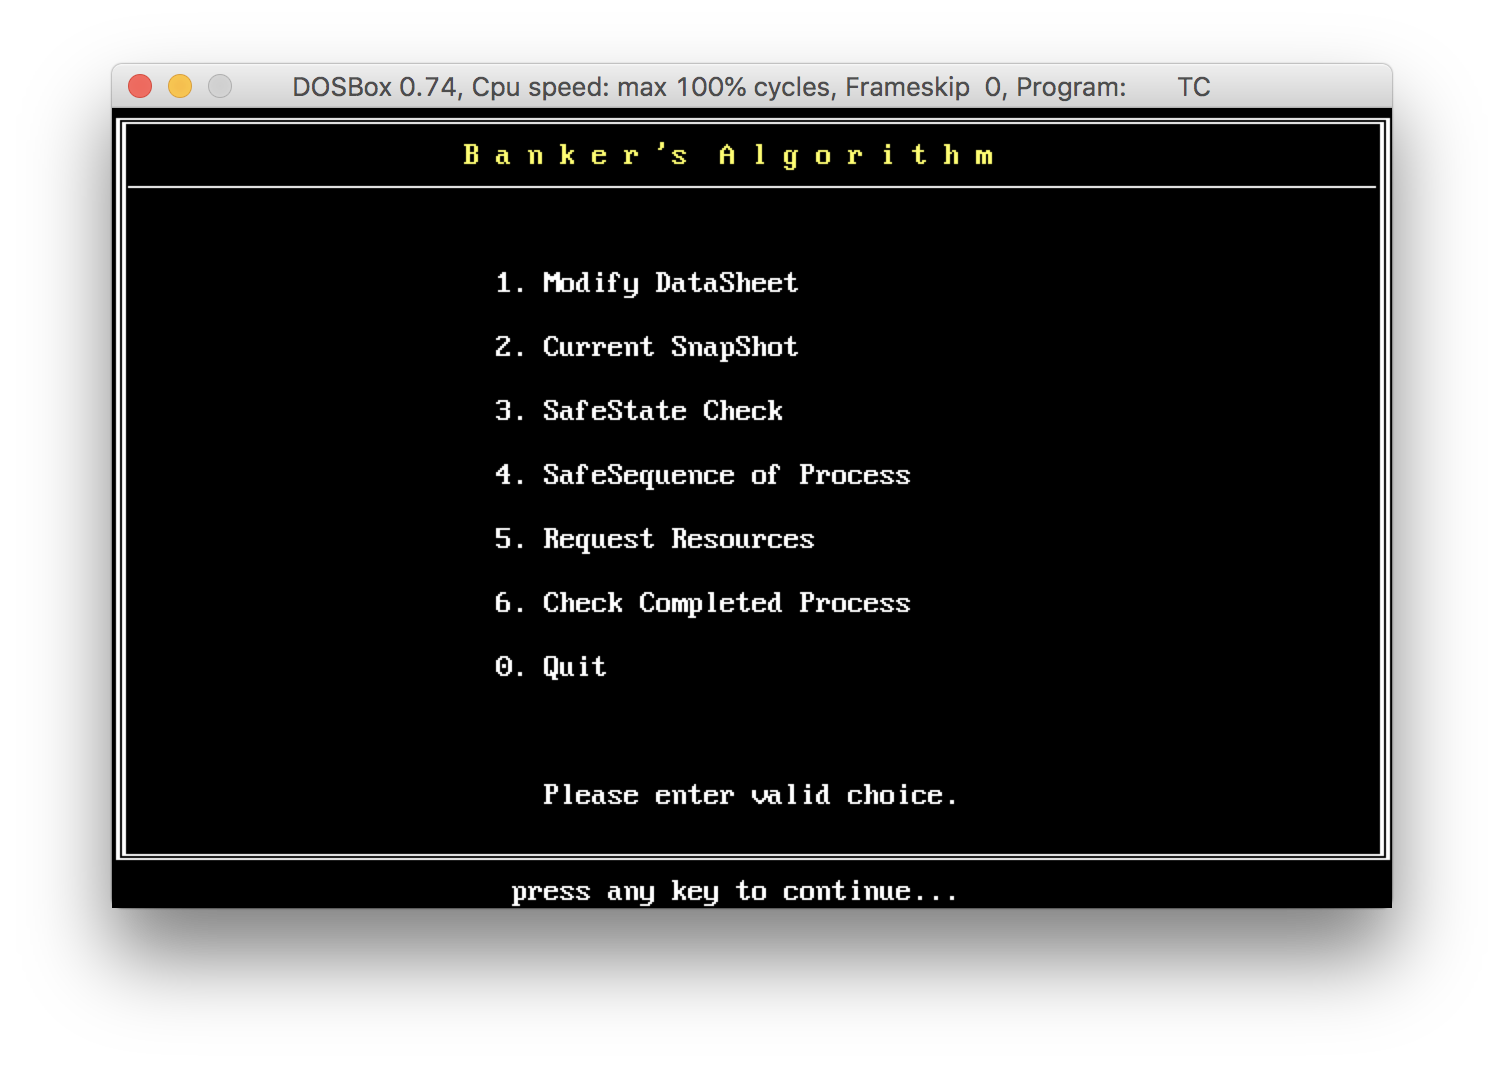 DOSBox 0.74, Cpu speed: max 100% cycles, Frameskip  0, Program:       TC
B a n k e r ' s   A l g o r i t h m
1. Modify DataSheet
2. Current SnapShot
3. SafeState Check
4. SafeSequence of Process
5. Request Resources
6. Check Completed Process
0. Quit
Please enter valid choice.
press any key to continue...